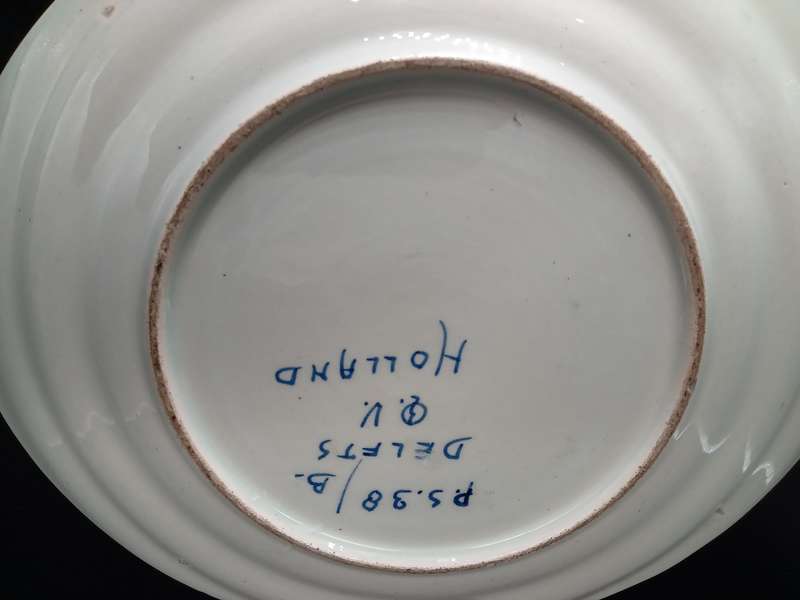 P.S.38/B.
DELFTS
Q.V.
HOLLAND